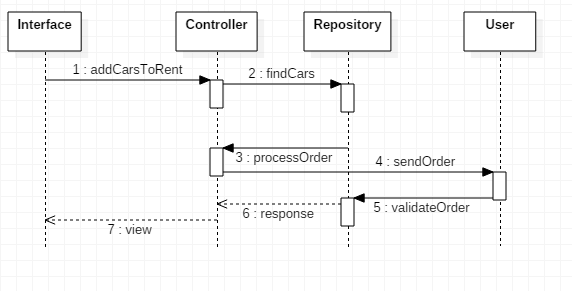 Interface
Controller
Repository
User
1 : addCarsToRent
2 : findCars
3 : processOrder
4 : sendOrder
5 : validateOrder
6 : response
7 : view